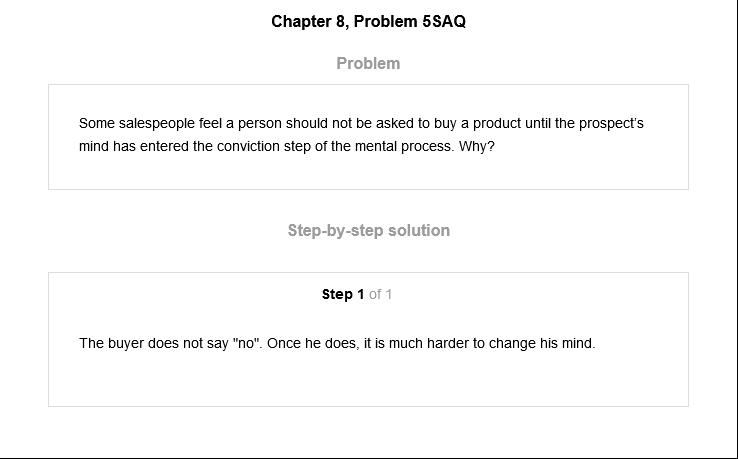 Chapter 8, Problem 5SAQ
Problem
Some salespeople feel a person should not be asked to buy a product until the prospect's
mind has entered the conviction step of the mental process. Why?
Step-by-step solution
Step 1 of 1
The buyer does not say "no". Once he does, it is much harder to change his mind.